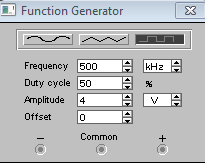 Function Generator
Frequency 500 kHz
Duty cycle 50 %
Amplitude 4 V
Offset 0
− Common +